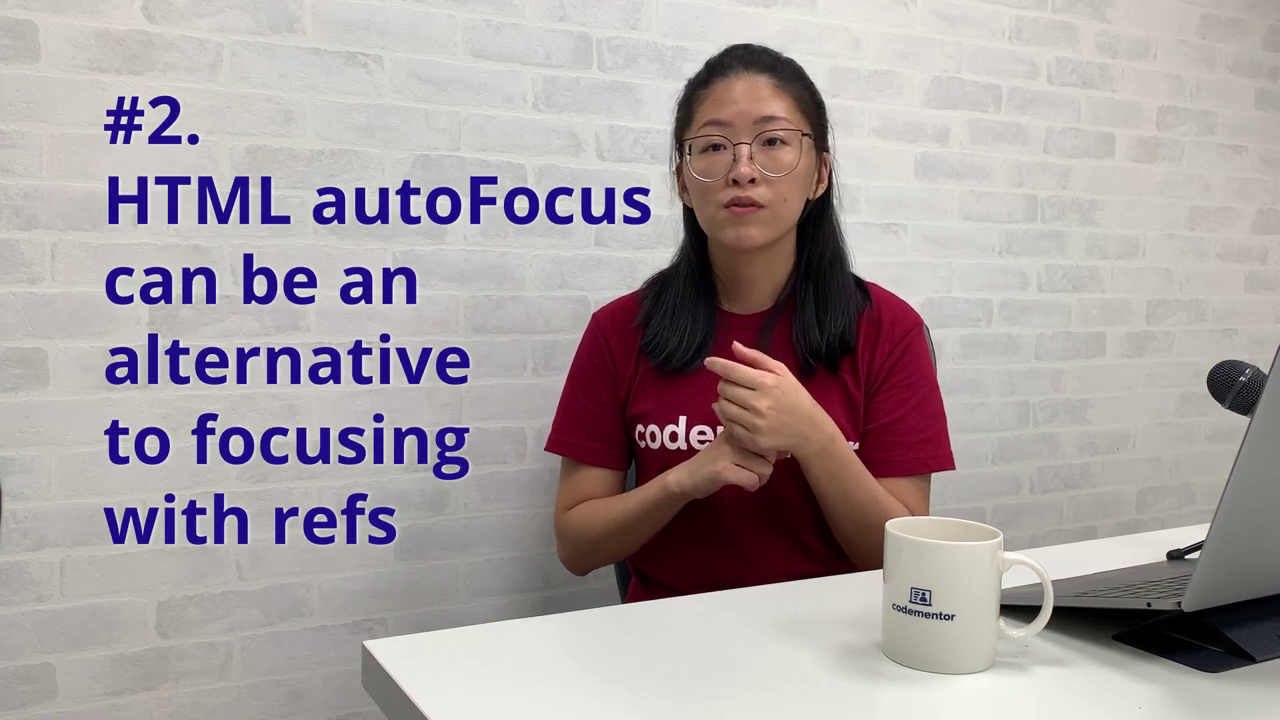 #2.
HTML autoFocus
can be an
alternative
to focusing
with refs
codementor